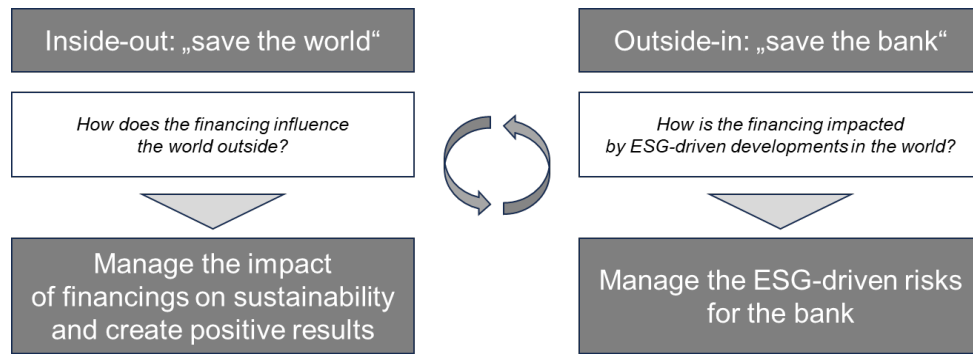 Inside-out: „save the world“
How does the financing influence
the world outside?
Manage the impact
of financings on sustainability
and create positive results
Outside-in: „save the bank“
How is the financing impacted
by ESG-driven developments in the world?
Manage the ESG-driven risks
for the bank